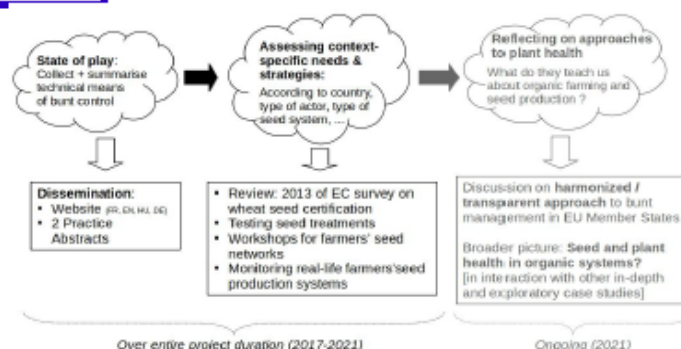 State of play:
Collect + summarise
technical means
of bunt control
Assessing context-
specific needs &
strategies:
According to country,
type of actor, type of
seed system, ...
Reflecting on approaches
to plant health
What do they teach us
about organic farming and
seed production ?
Dissemination:
• Website (FR, EN, HU, DE)
• 2 Practice
Abstracts
• Review: 2013 of EC survey on
wheat seed certification
• Testing seed treatments
• Workshops for farmers' seed
networks
• Monitoring real-life farmers'seed
production systems
Discussion on harmonized /
transparent approach to bunt
management in EU Member States
Broader picture: Seed and plant
health in organic systems?
[in interaction with other in-depth
and exploratory case studies]
Over entire project duration (2017-2021)
Ongoing (2021)